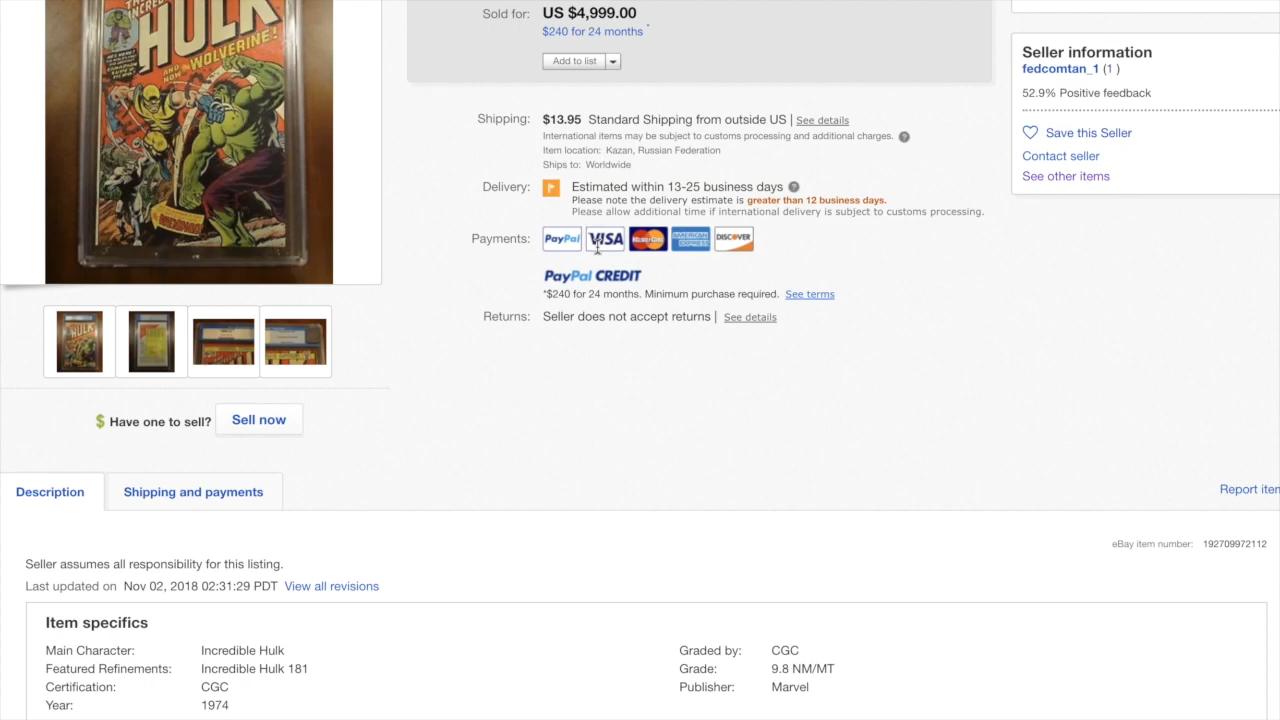 THE
INCREDIBLE
HULK
AND
NOW
WOLVERINE!
Sold for: US $4,999.00
$240 for 24 months *
Add to list
Shipping: $13.95 Standard Shipping from outside US | See details
International items may be subject to customs processing and additional charges. ?
Item location: Kazan, Russian Federation
Ships to: Worldwide
Delivery: Estimated within 13-25 business days ?
Please note the delivery estimate is greater than 12 business days.
Please allow additional time if international delivery is subject to customs processing.
Payments: PayPal VISA MasterCard AMERICAN EXPRESS DISCOVER
PayPal CREDIT
*$240 for 24 months. Minimum purchase required. See terms
Returns: Seller does not accept returns | See details
Seller information
fedcomtan_1 (1 )
52.9% Positive feedback
Save this Seller
Contact seller
See other items
$ Have one to sell? Sell now
Description
Shipping and payments
Report iten
eBay item number: 192709972112
Seller assumes all responsibility for this listing.
Last updated on Nov 02, 2018 02:31:29 PDT View all revisions
Item specifics
Main Character: Incredible Hulk
Featured Refinements: Incredible Hulk 181
Certification: CGC
Year: 1974
Graded by: CGC
Grade: 9.8 NM/MT
Publisher: Marvel